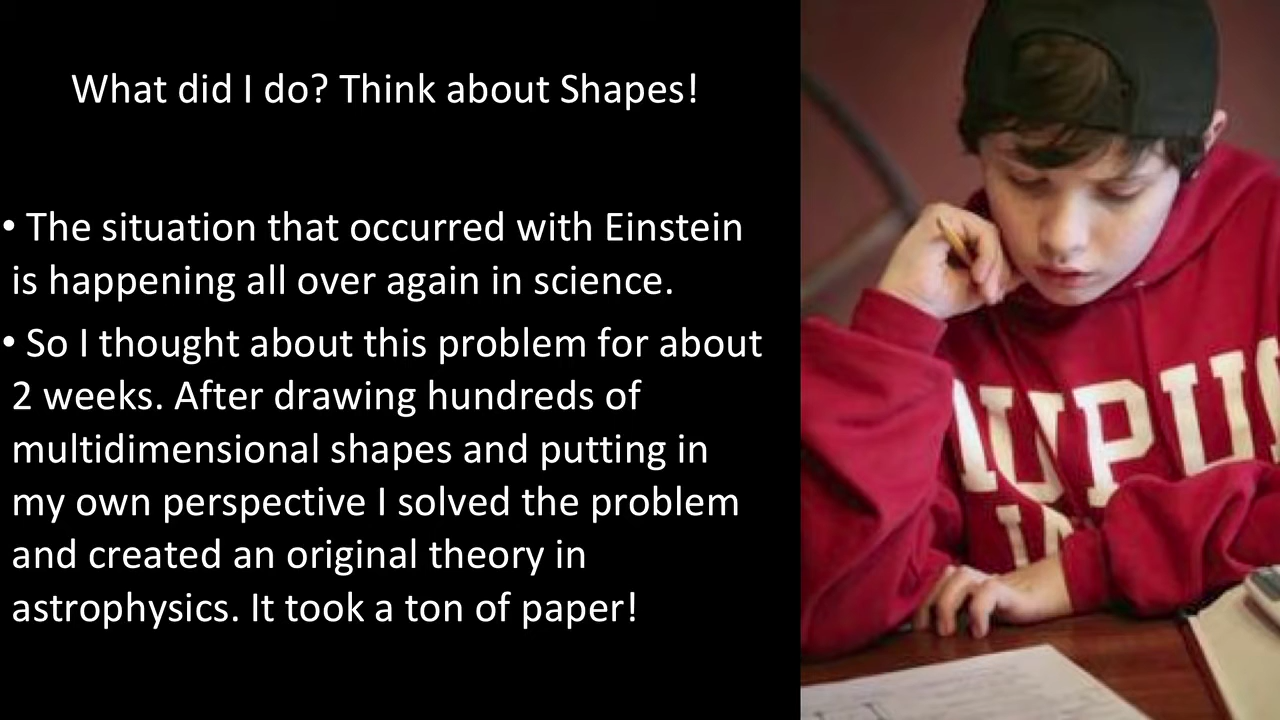 What did I do? Think about Shapes!
• The situation that occurred with Einstein
is happening all over again in science.
• So I thought about this problem for about
2 weeks. After drawing hundreds of
multidimensional shapes and putting in
my own perspective I solved the problem
and created an original theory in
astrophysics. It took a ton of paper!